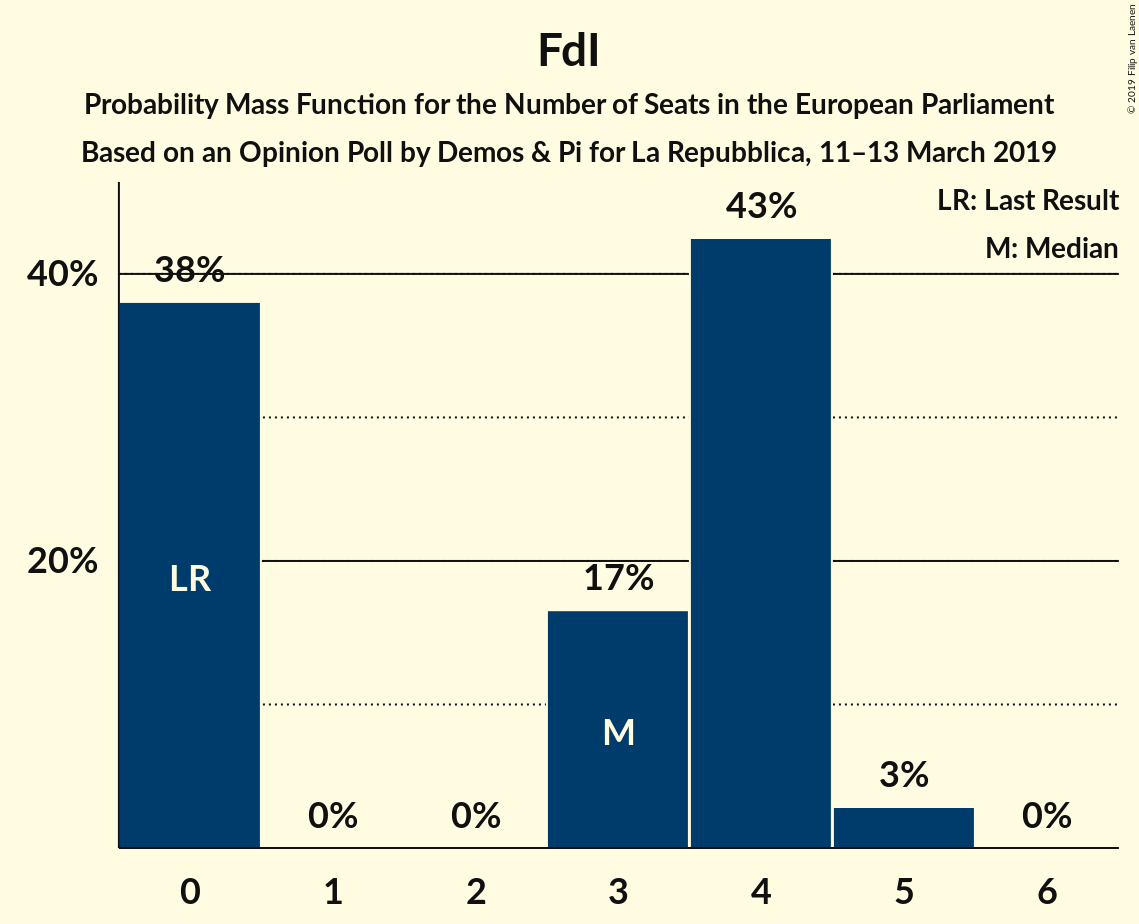 FdI
Probability Mass Function for the Number of Seats in the European Parliament
Based on an Opinion Poll by Demos & Pi for La Repubblica, 11–13 March 2019
© 2019 Filip van Laenen
LR: Last Result
M: Median
43%
40%
38%
20%
17%
LR
M
3%
0%
0%
0%
0 1 2 3 4 5 6